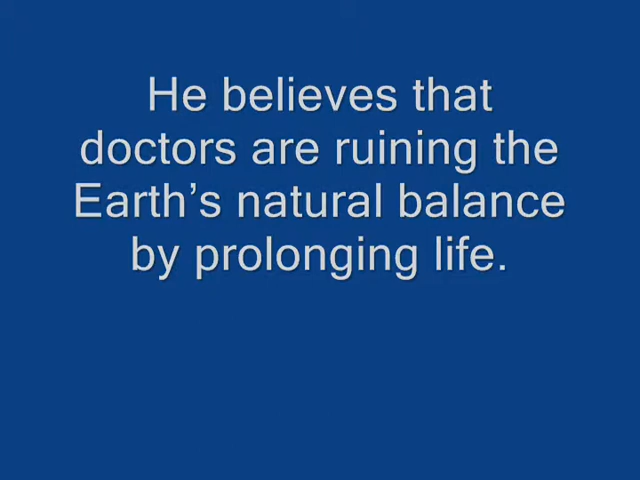 He believes that
doctors are ruining the
Earth’s natural balance
by prolonging life.